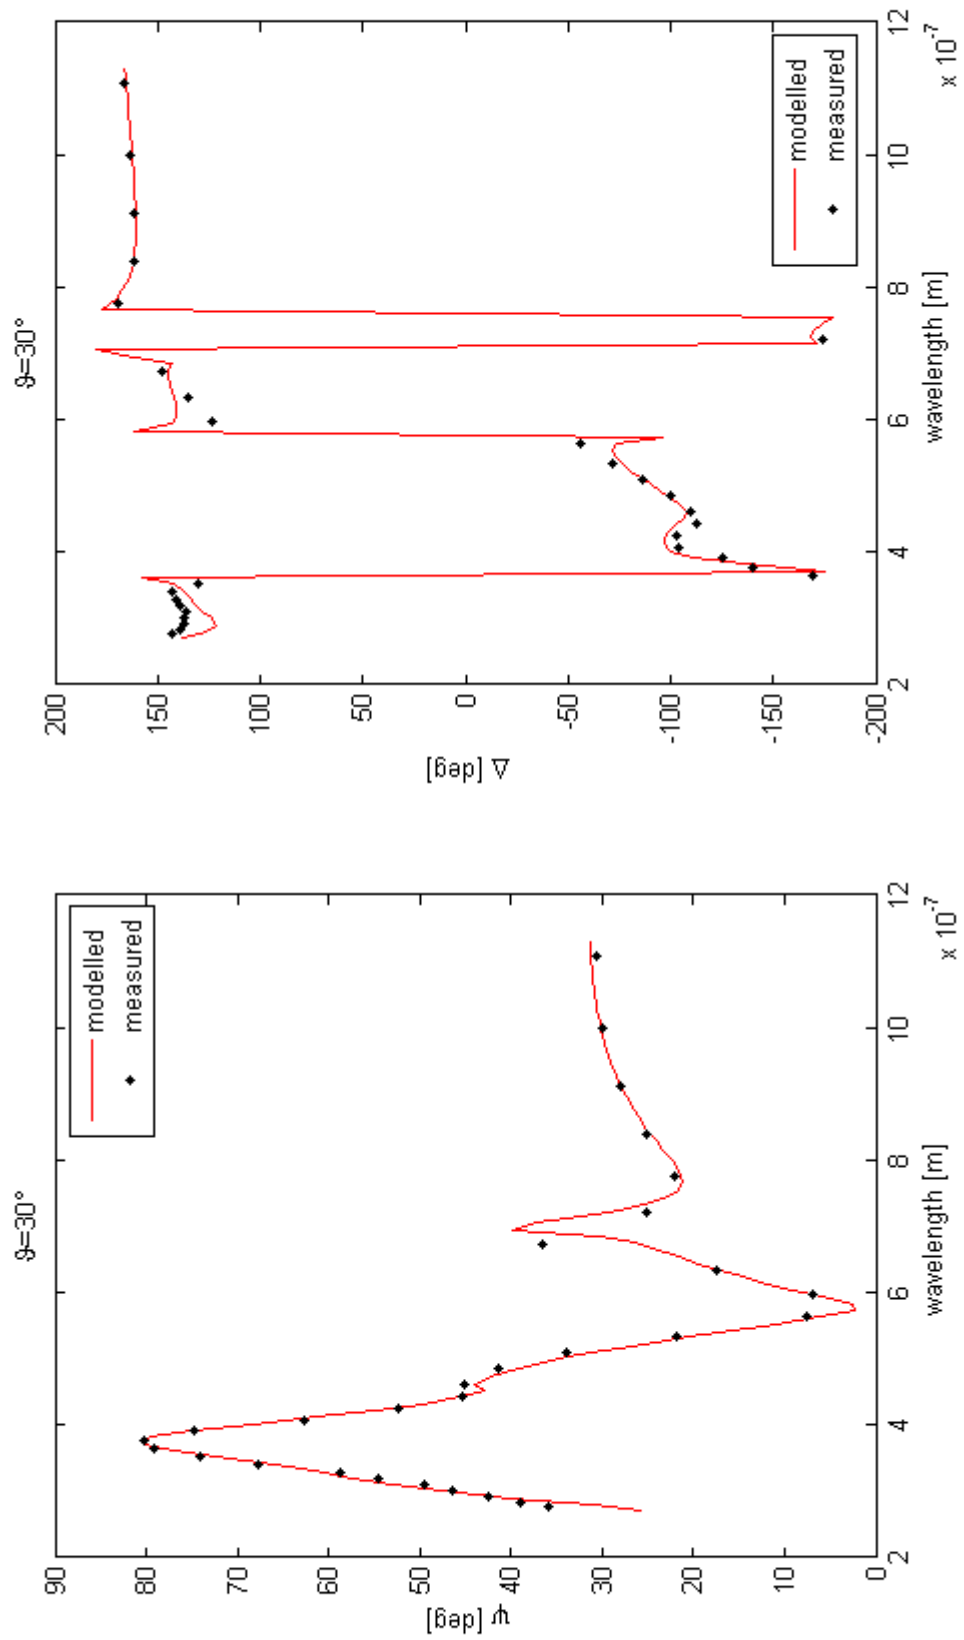 ϑ=30°
90
80
70
60
50
40
30
20
10
0
ψ [deg]
2
4
6
8
10
12
wavelength [m]
x 10-7
modelled
measured
ϑ=30°
200
150
100
50
0
-50
-100
-150
-200
Δ [deg]
2
4
6
8
10
12
wavelength [m]
x 10-7
modelled
measured